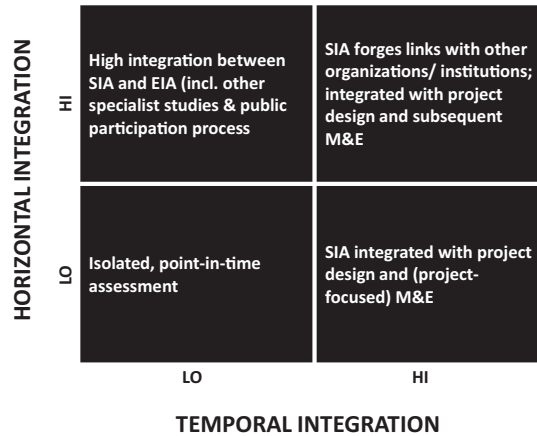 HORIZONTAL INTEGRATION
HI
High integration between
SIA and EIA (incl. other
specialist studies & public
participation process
SIA forges links with other
organizations/ institutions;
integrated with project
design and subsequent
M&E
LO
Isolated, point-in-time
assessment
SIA integrated with project
design and (project-
focused) M&E
LO
HI
TEMPORAL INTEGRATION